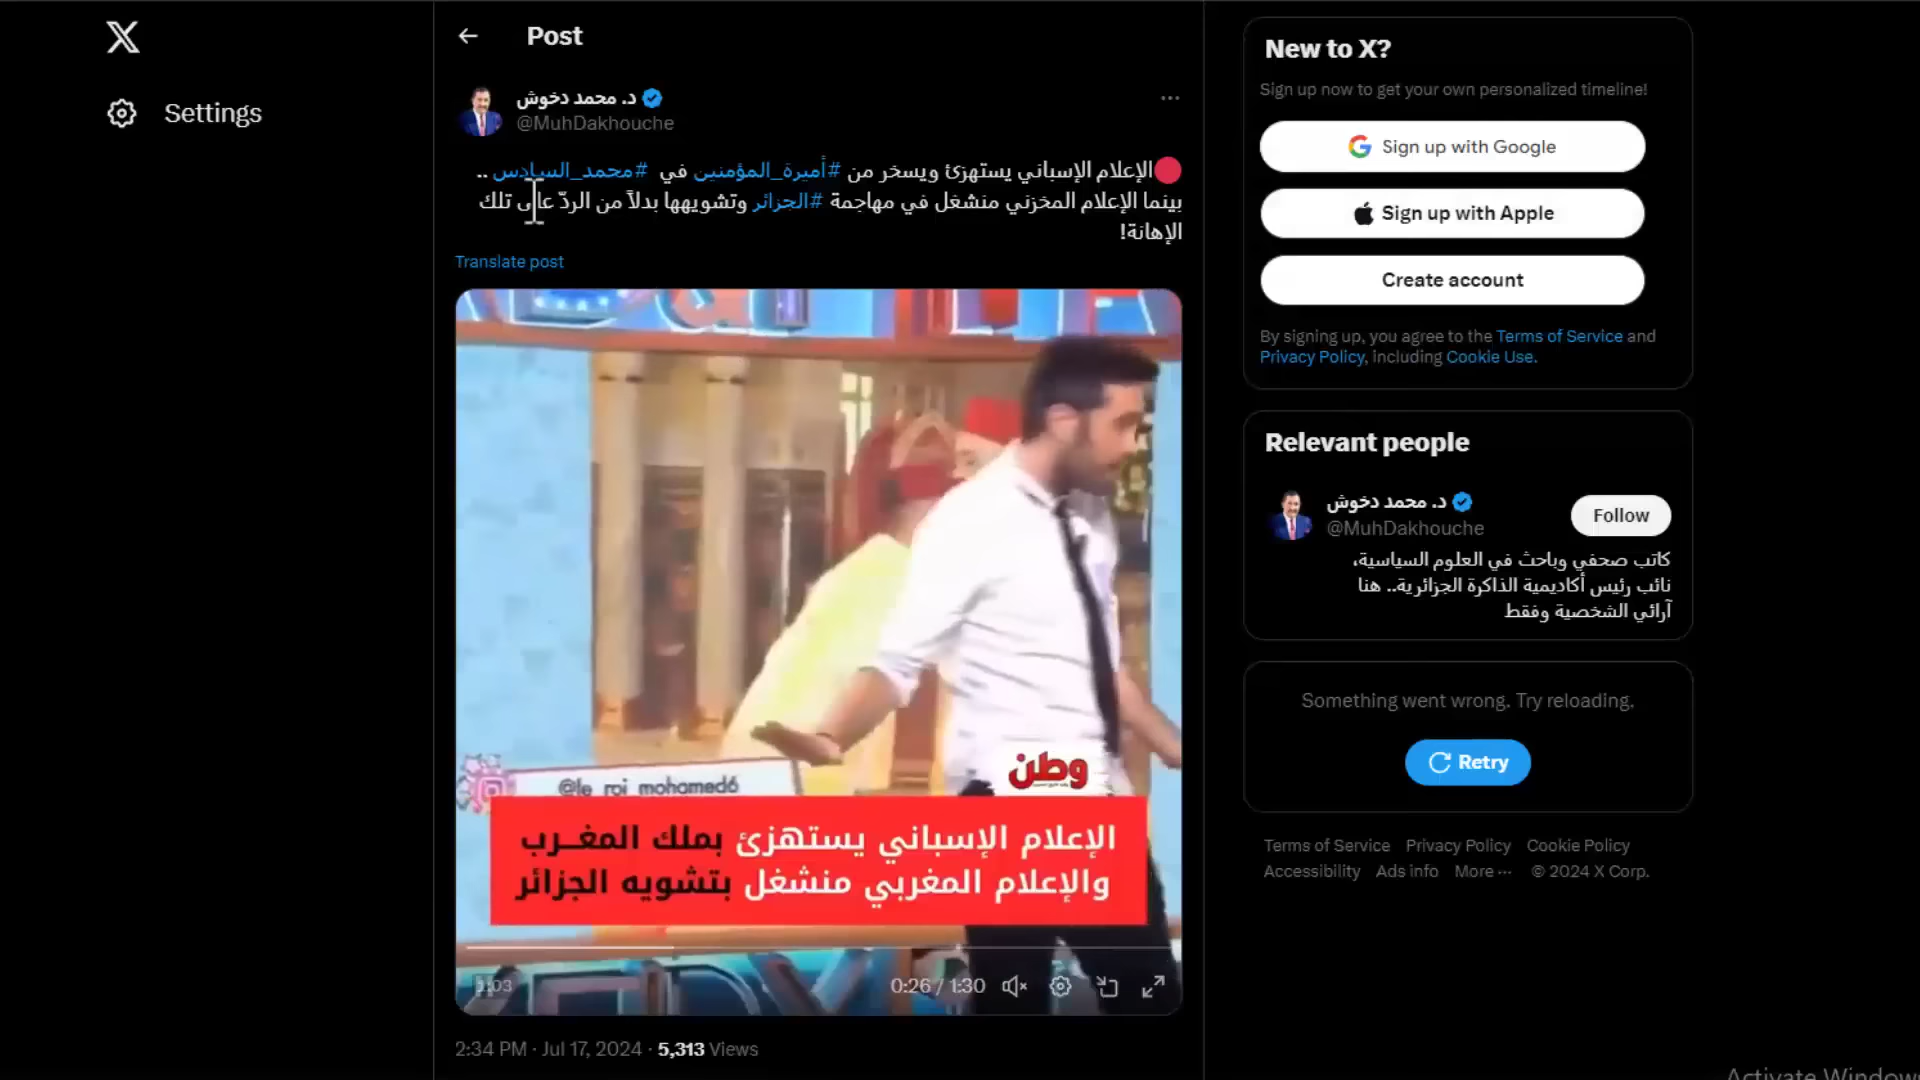 Settings
Post
د. محمد دخوش
@MuhDakhouche
الإعلام الإسباني يستهزئ ويسخر من #أميرة_المؤمنين في #محمد_السادس ..
بينما الإعلام المخزني منشغل في مهاجمة #الجزائر وتشويهها بدلاً من الردّ على تلك
الإهانة!
Translate post
@le_roi_mohamed6
وطن
الإعلام الإسباني يستهزئ بملك المغرب
والإعلام المغربي منشغل بتشويه الجزائر
1:03
0:26 / 1:30
2:34 PM · Jul 17, 2024 · 5,313 Views
New to X?
Sign up now to get your own personalized timeline!
Sign up with Google
Sign up with Apple
Create account
By signing up, you agree to the Terms of Service and
Privacy Policy, including Cookie Use.
Relevant people
د. محمد دخوش
@MuhDakhouche
Follow
كاتب صحفي وباحث في العلوم السياسية،
نائب رئيس أكاديمية الذاكرة الجزائرية.. هنا
آرائي الشخصية وفقط
Something went wrong. Try reloading.
Retry
Terms of Service Privacy Policy Cookie Policy
Accessibility Ads info More ··· © 2024 X Corp.
Activate Windows